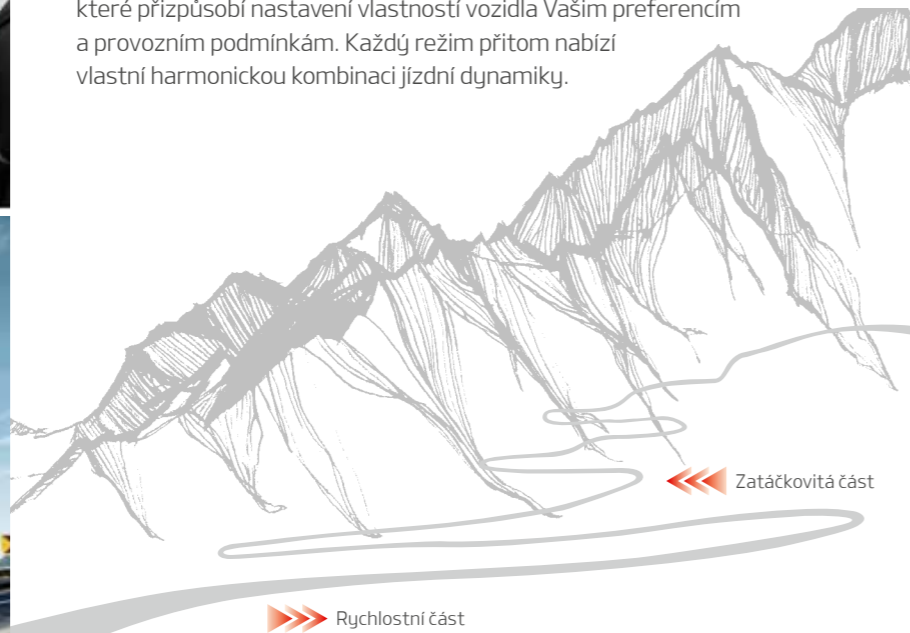 které přizpůsobí nastavení vlastností vozidla Vašim preferencím
a provozním podmínkám. Každý režim přitom nabízí
vlastní harmonickou kombinaci jízdní dynamiky.
Zatáčkovitá část
Rychlostní část